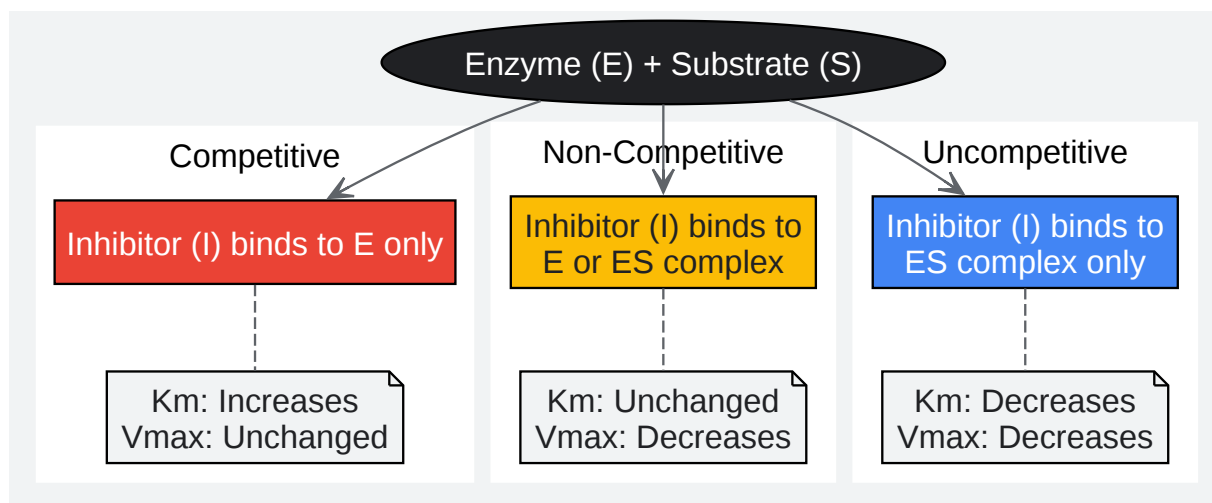 Enzyme (E) + Substrate (S)
Competitive
Inhibitor (I) binds to E only
Km: Increases
Vmax: Unchanged
Non-Competitive
Inhibitor (I) binds to
E or ES complex
Km: Unchanged
Vmax: Decreases
Uncompetitive
Inhibitor (I) binds to
ES complex only
Km: Decreases
Vmax: Decreases